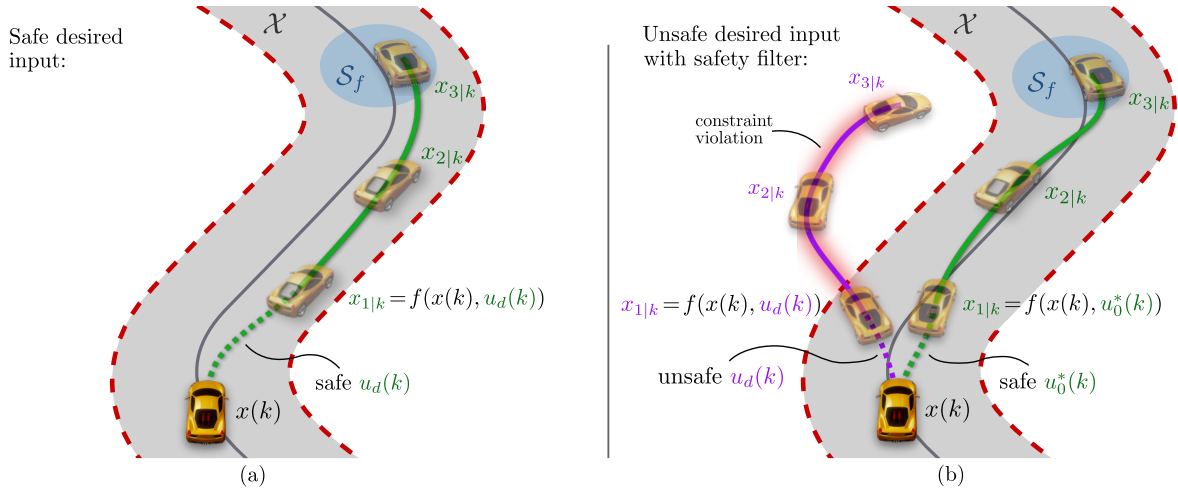 Safe desired
input:
𝒳
𝒮_f
x_{3|k}
x_{2|k}
x_{1|k} = f(x(k), u_d(k))
safe u_d(k)
x(k)
(a)
Unsafe desired input
with safety filter:
𝒳
x_{3|k}
𝒮_f
x_{3|k}
constraint
violation
x_{2|k}
x_{2|k}
x_{1|k} = f(x(k), u_d(k))
x_{1|k} = f(x(k), u_0^*(k))
unsafe u_d(k)
safe u_0^*(k)
x(k)
(b)